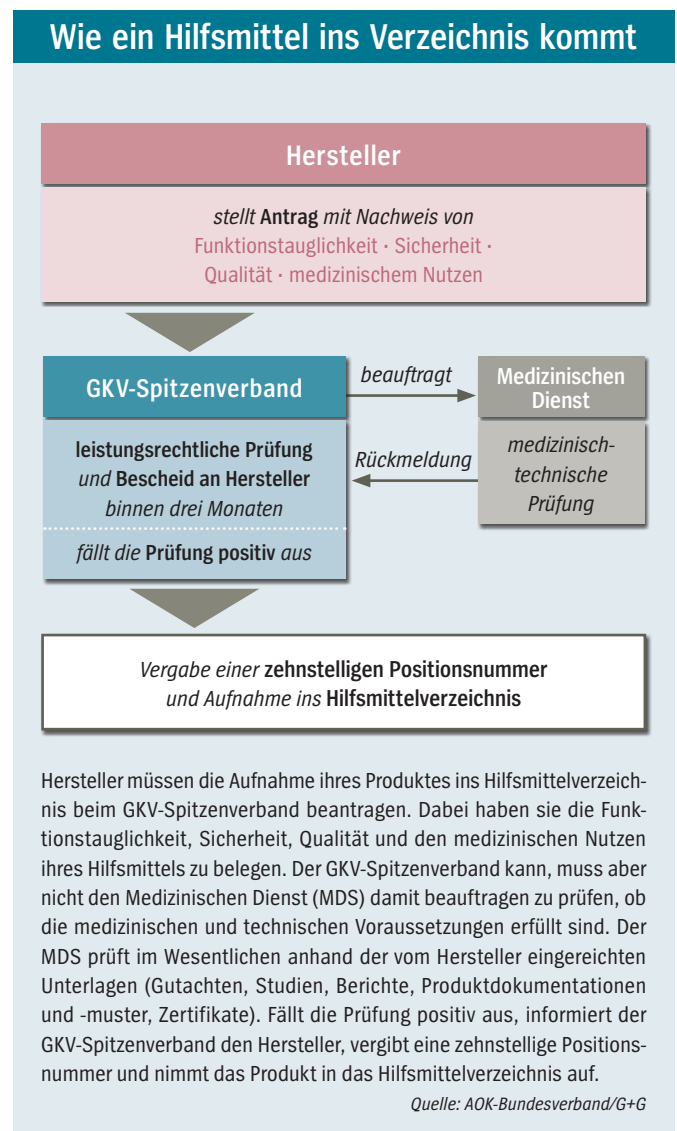 Wie ein Hilfsmittel ins Verzeichnis kommt
Hersteller
stellt Antrag mit Nachweis von
Funktionstauglichkeit · Sicherheit ·
Qualität · medizinischem Nutzen
GKV-Spitzenverband
beauftragt
Medizinischen
Dienst
leistungsrechtliche Prüfung
und Bescheid an Hersteller
binnen drei Monaten
Rückmeldung
medizinisch-
technische
Prüfung
fällt die Prüfung positiv aus
Vergabe einer zehnstelligen Positionsnummer
und Aufnahme ins Hilfsmittelverzeichnis
Hersteller müssen die Aufnahme ihres Produktes ins Hilfsmittelverzeich-
nis beim GKV-Spitzenverband beantragen. Dabei haben sie die Funk-
tionstauglichkeit, Sicherheit, Qualität und den medizinischen Nutzen
ihres Hilfsmittels zu belegen. Der GKV-Spitzenverband kann, muss aber
nicht den Medizinischen Dienst (MDS) damit beauftragen zu prüfen, ob
die medizinischen und technischen Voraussetzungen erfüllt sind. Der
MDS prüft im Wesentlichen anhand der vom Hersteller eingereichten
Unterlagen (Gutachten, Studien, Berichte, Produktdokumentationen
und -muster, Zertifikate). Fällt die Prüfung positiv aus, informiert der
GKV-Spitzenverband den Hersteller, vergibt eine zehnstellige Positions-
nummer und nimmt das Produkt in das Hilfsmittelverzeichnis auf.
Quelle: AOK-Bundesverband/G+G